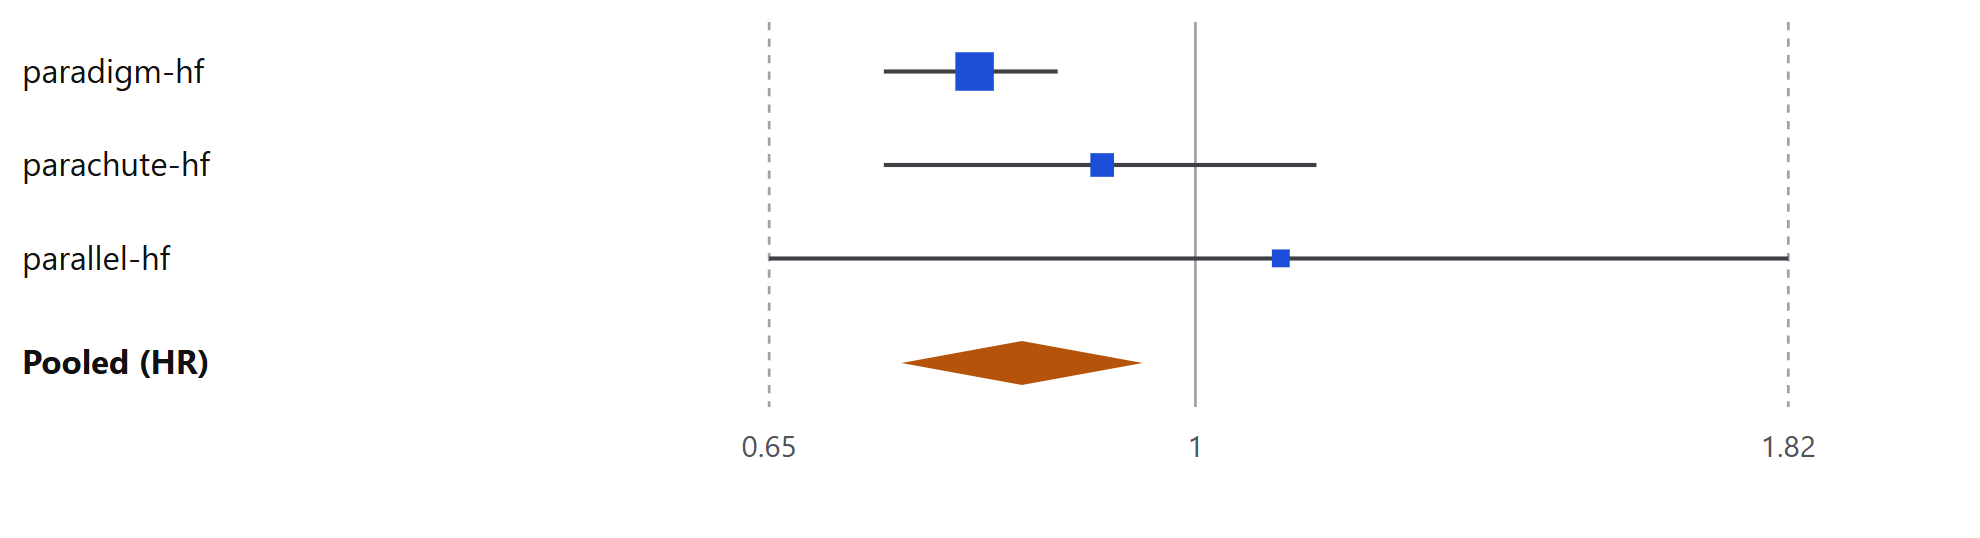 paradigm-hf
parachute-hf
parallel-hf
Pooled (HR)
0.65 1 1.82